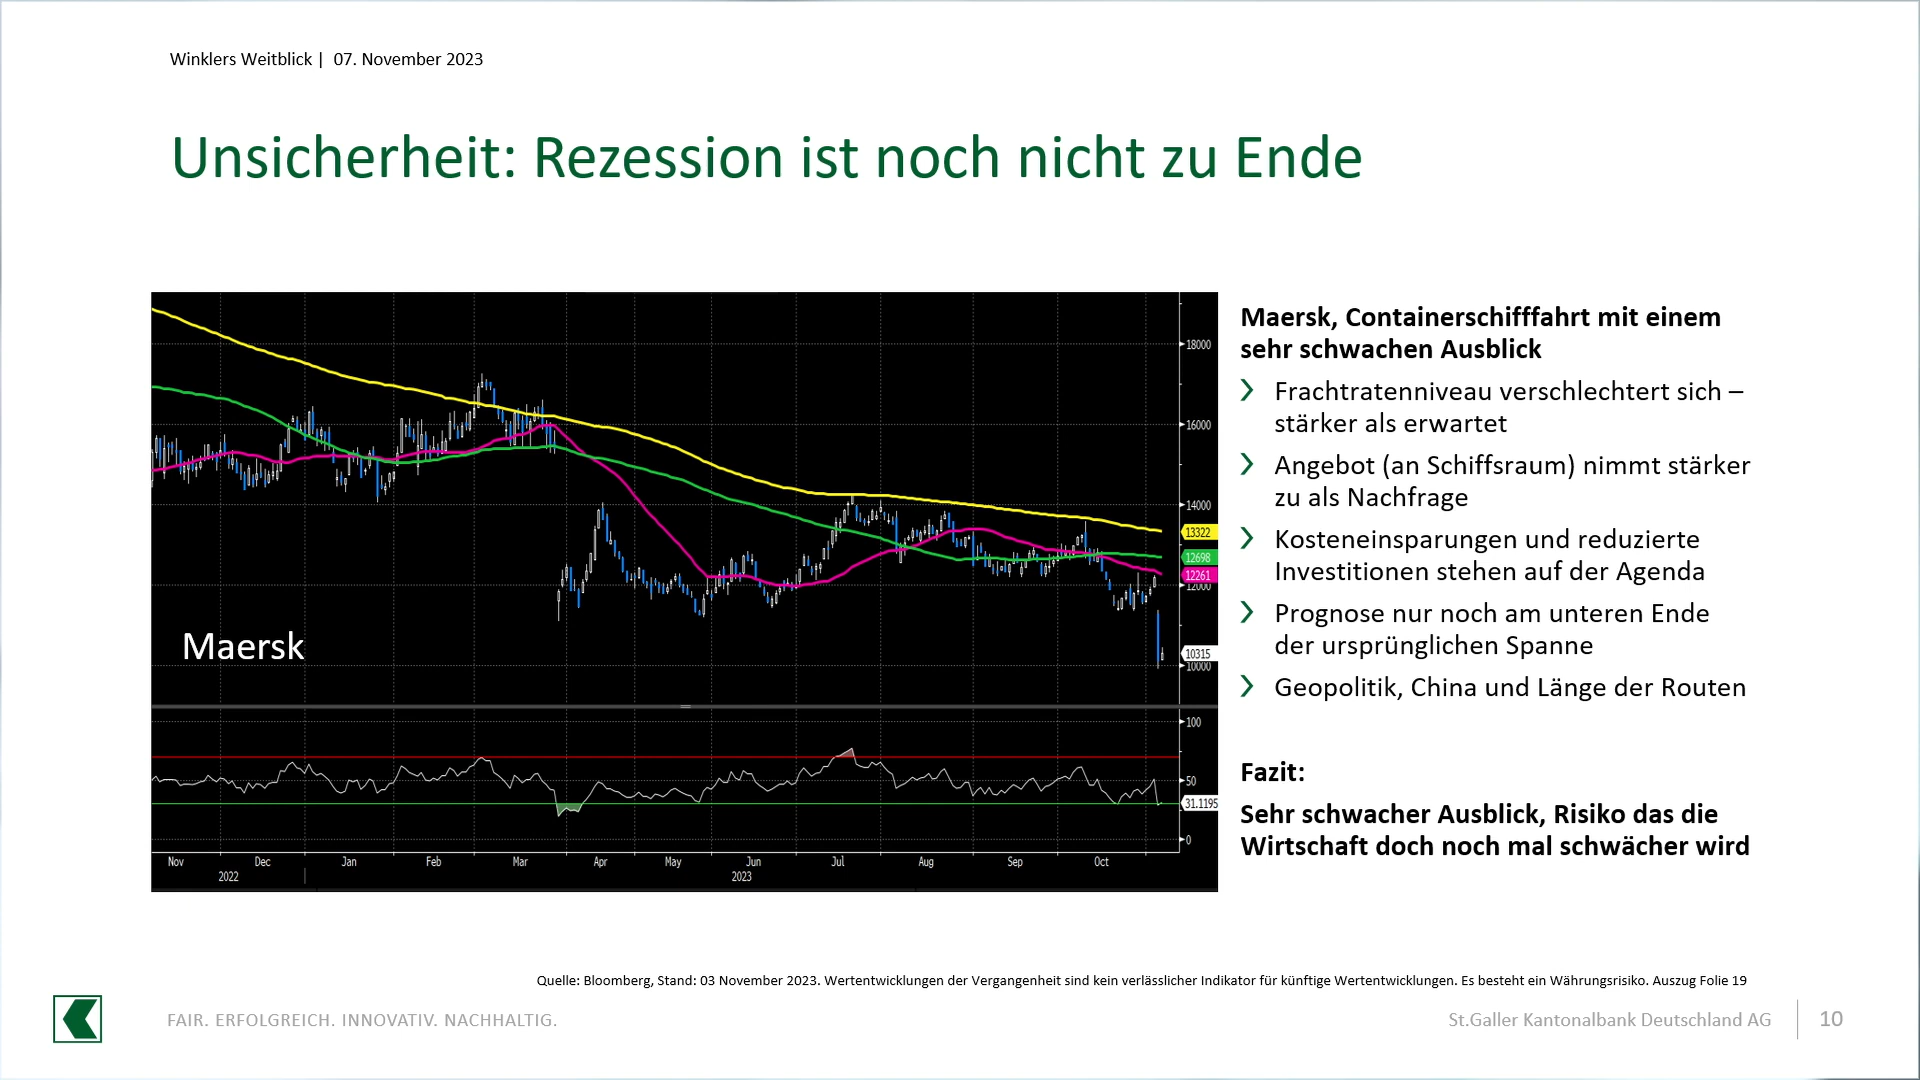 Winklers Weitblick | 07. November 2023
Unsicherheit: Rezession ist noch nicht zu Ende
18000
16000
14000
13322
12698
12261
12000
10315
10000
Maersk
100
50
31.1195
0
Nov Dec Jan Feb Mar Apr May Jun Jul Aug Sep Oct
2022 2023
Maersk, Containerschifffahrt mit einem
sehr schwachen Ausblick
Frachtratenniveau verschlechtert sich –
stärker als erwartet
Angebot (an Schiffsraum) nimmt stärker
zu als Nachfrage
Kosteneinsparungen und reduzierte
Investitionen stehen auf der Agenda
Prognose nur noch am unteren Ende
der ursprünglichen Spanne
Geopolitik, China und Länge der Routen
Fazit:
Sehr schwacher Ausblick, Risiko das die
Wirtschaft doch noch mal schwächer wird
Quelle: Bloomberg, Stand: 03 November 2023. Wertentwicklungen der Vergangenheit sind kein verlässlicher Indikator für künftige Wertentwicklungen. Es besteht ein Währungsrisiko. Auszug Folie 19
FAIR. ERFOLGREICH. INNOVATIV. NACHHALTIG.
St.Galler Kantonalbank Deutschland AG 10